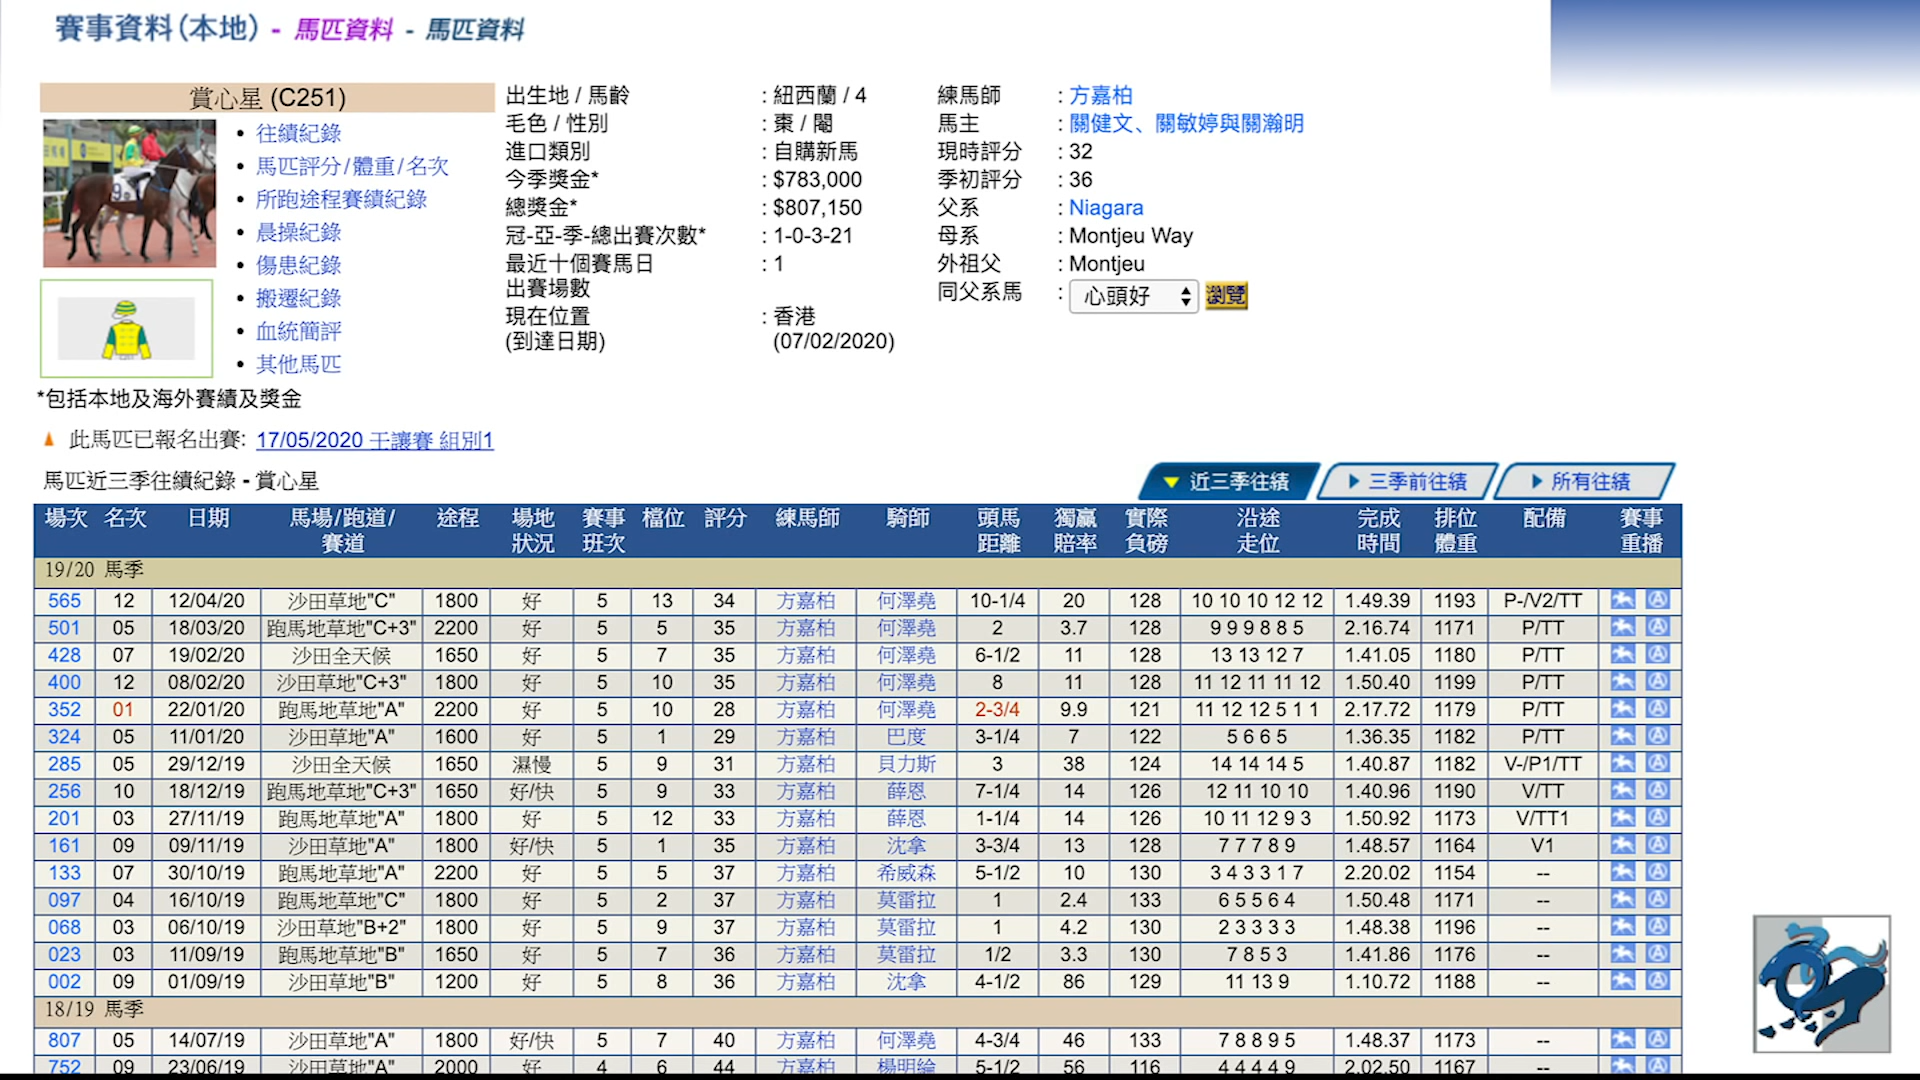 賽事資料(本地) - 馬匹資料 - 馬匹資料
賞心星 (C251)
• 往績紀錄
• 馬匹評分/體重/名次
• 所跑途程賽績紀錄
• 晨操紀錄
• 傷患紀錄
• 搬遷紀錄
• 血統簡評
• 其他馬匹
出生地 / 馬齡 : 紐西蘭 / 4
毛色 / 性別 : 棗 / 閹
進口類別 : 自購新馬
今季獎金* : $783,000
總獎金* : $807,150
冠-亞-季-總出賽次數* : 1-0-3-21
最近十個賽馬日 : 1
出賽場數
現在位置 : 香港
(到達日期) (07/02/2020)
練馬師 : 方嘉柏
馬主 : 關健文、關敏婷與關瀚明
現時評分 : 32
季初評分 : 36
父系 : Niagara
母系 : Montjeu Way
外祖父 : Montjeu
同父系馬 : 心頭好 瀏覽
*包括本地及海外賽績及獎金
此馬匹已報名出賽: 17/05/2020 王讓賽 組別1
馬匹近三季往績紀錄 - 賞心星
近三季往績 三季前往績 所有往績
場次 名次 日期 馬場/跑道/賽道 途程 場地狀況 賽事班次 檔位 評分 練馬師 騎師 頭馬距離 獨贏賠率 實際負磅 沿途走位 完成時間 排位體重 配備 賽事重播
19/20 馬季
565 12 12/04/20 沙田草地"C" 1800 好 5 13 34 方嘉柏 何澤堯 10-1/4 20 128 10 10 10 12 12 1.49.39 1193 P-/V2/TT
501 05 18/03/20 跑馬地草地"C+3" 2200 好 5 5 35 方嘉柏 何澤堯 2 3.7 128 9 9 9 8 8 5 2.16.74 1171 P/TT
428 07 19/02/20 沙田全天候 1650 好 5 7 35 方嘉柏 何澤堯 6-1/2 11 128 13 13 12 7 1.41.05 1180 P/TT
400 12 08/02/20 沙田草地"C+3" 1800 好 5 10 35 方嘉柏 何澤堯 8 11 128 11 12 11 11 12 1.50.40 1199 P/TT
352 01 22/01/20 跑馬地草地"A" 2200 好 5 10 28 方嘉柏 何澤堯 2-3/4 9.9 121 11 12 12 5 1 1 2.17.72 1179 P/TT
324 05 11/01/20 沙田草地"A" 1600 好 5 1 29 方嘉柏 巴度 3-1/4 7 122 5 6 6 5 1.36.35 1182 P/TT
285 05 29/12/19 沙田全天候 1650 濕慢 5 9 31 方嘉柏 貝力斯 3 38 124 14 14 14 5 1.40.87 1182 V-/P1/TT
256 10 18/12/19 跑馬地草地"C+3" 1650 好/快 5 9 33 方嘉柏 薛恩 7-1/4 14 126 12 11 10 10 1.40.96 1190 V/TT
201 03 27/11/19 跑馬地草地"A" 1800 好 5 12 33 方嘉柏 薛恩 1-1/4 14 126 10 11 12 9 3 1.50.92 1173 V/TT1
161 09 09/11/19 沙田草地"A" 1800 好/快 5 1 35 方嘉柏 沈拿 3-3/4 13 128 7 7 7 8 9 1.48.57 1164 V1
133 07 30/10/19 跑馬地草地"A" 2200 好 5 5 37 方嘉柏 希威森 5-1/2 10 130 3 4 3 3 1 7 2.20.02 1154 --
097 04 16/10/19 跑馬地草地"C" 1800 好 5 2 37 方嘉柏 莫雷拉 1 2.4 133 6 5 5 6 4 1.50.48 1171 --
068 03 06/10/19 沙田草地"B+2" 1800 好 5 9 37 方嘉柏 莫雷拉 1 4.2 130 2 3 3 3 3 1.48.38 1196 --
023 03 11/09/19 跑馬地草地"B" 1650 好 5 7 36 方嘉柏 莫雷拉 1/2 3.3 130 7 8 5 3 1.41.86 1176 --
002 09 01/09/19 沙田草地"B" 1200 好 5 8 36 方嘉柏 沈拿 4-1/2 86 129 11 13 9 1.10.72 1188 --
18/19 馬季
807 05 14/07/19 沙田草地"A" 1800 好/快 5 7 40 方嘉柏 何澤堯 4-3/4 46 133 7 8 8 9 5 1.48.37 1173 --
752 09 23/06/19 沙田草地"A" 2000 好 4 6 44 方嘉柏 楊明綸 5-1/2 56 116 4 4 4 4 9 2.02.50 1167 --